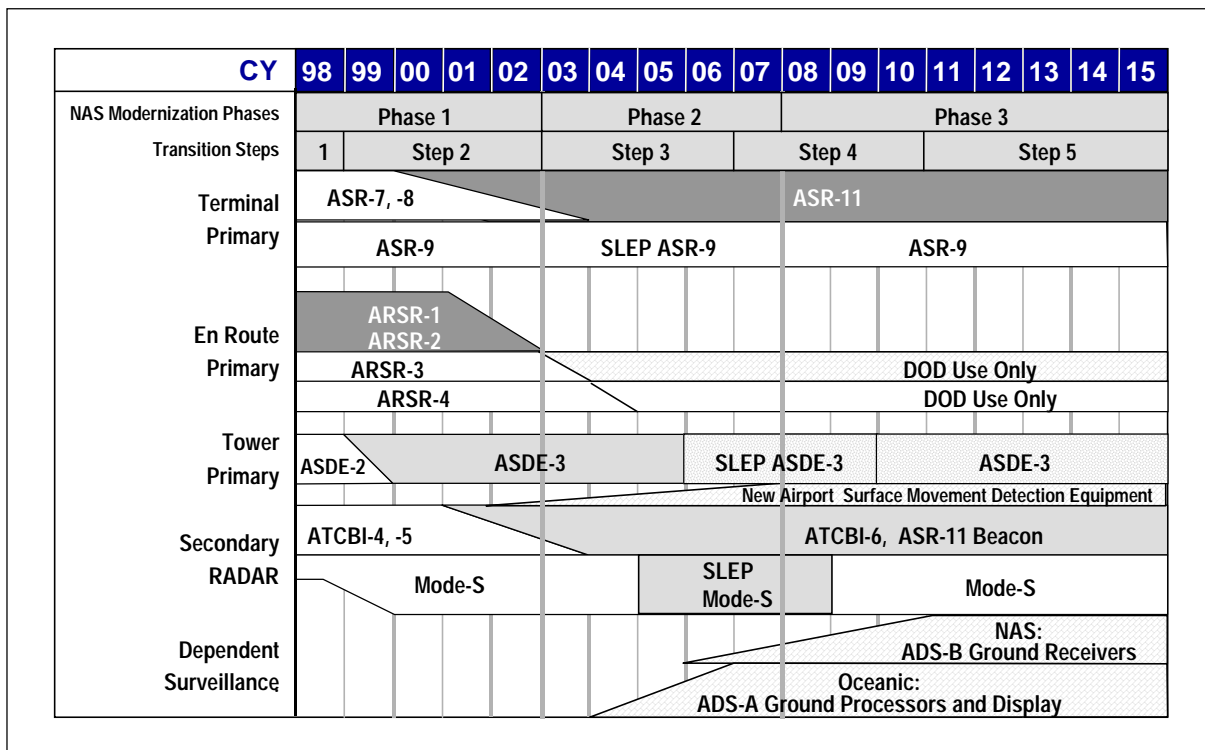 CY 98 99 00 01 02 03 04 05 06 07 08 09 10 11 12 13 14 15
NAS Modernization Phases Phase 1 Phase 2 Phase 3
Transition Steps 1 Step 2 Step 3 Step 4 Step 5
Terminal
Primary
ASR-7, -8
ASR-11
ASR-9 SLEP ASR-9 ASR-9
En Route
Primary
ARSR-1
ARSR-2
ARSR-3 DOD Use Only
ARSR-4 DOD Use Only
Tower
Primary
ASDE-2 ASDE-3 SLEP ASDE-3 ASDE-3
New Airport Surface Movement Detection Equipment
Secondary
RADAR
ATCBI-4, -5 ATCBI-6, ASR-11 Beacon
Mode-S
SLEP
Mode-S
Mode-S
Dependent
Surveillance
NAS:
ADS-B Ground Receivers
Oceanic:
ADS-A Ground Processors and Display